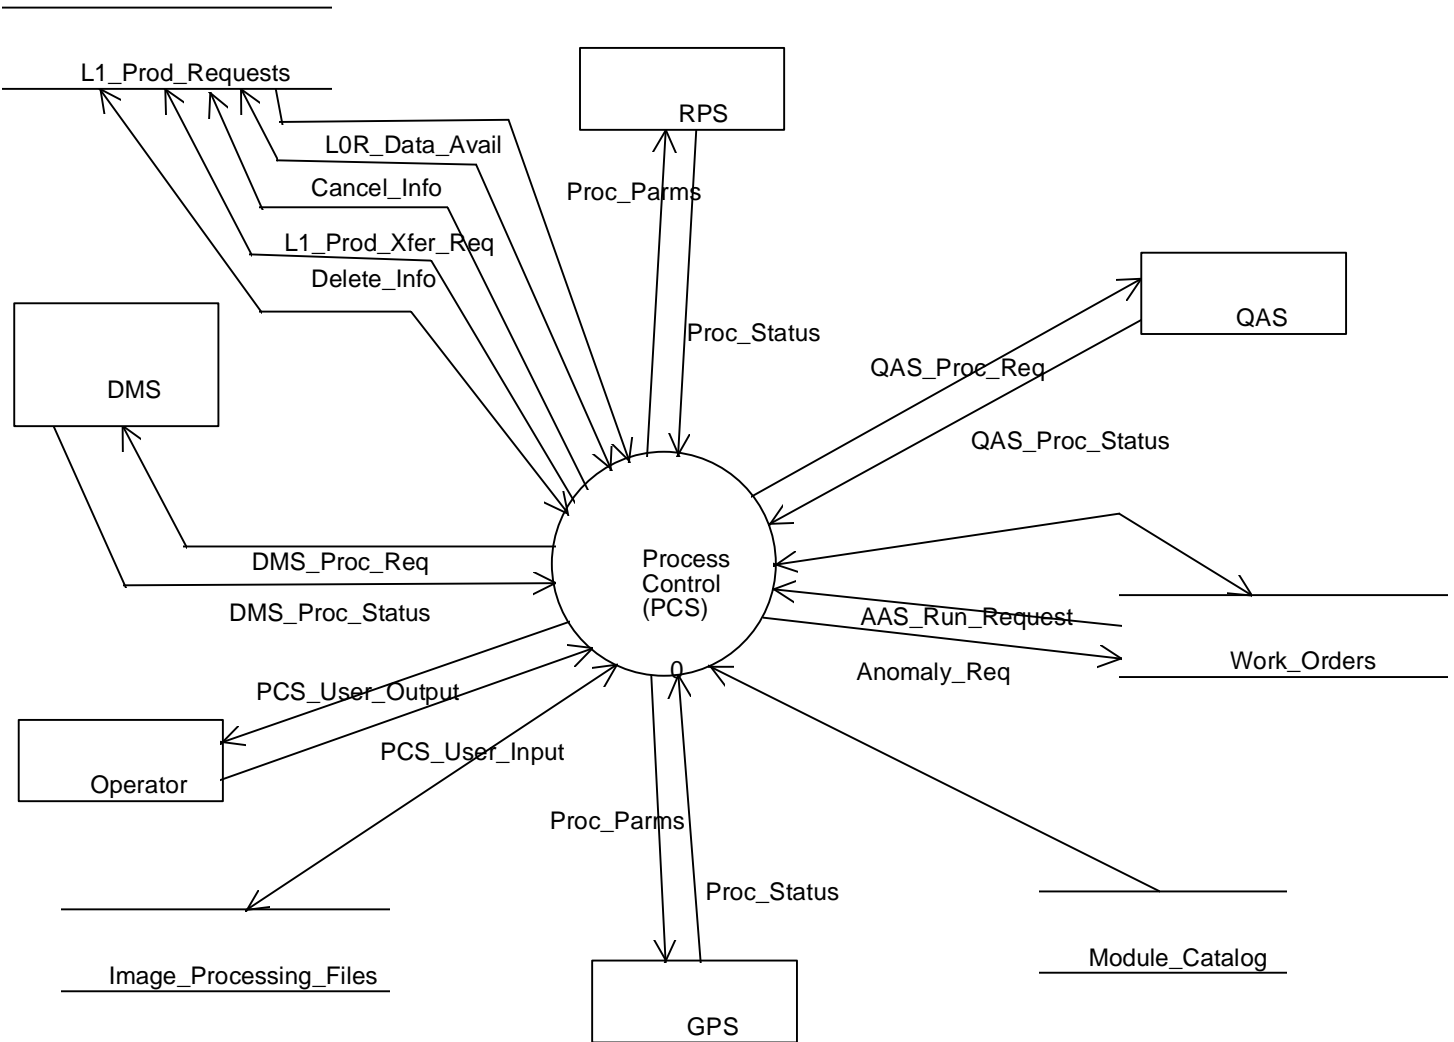 L1_Prod_Requests
RPS
L0R_Data_Avail
Cancel_Info
Proc_Parms
L1_Prod_Xfer_Req
Delete_Info
QAS
Proc_Status
QAS_Proc_Req
DMS
QAS_Proc_Status
Process
Control
(PCS)
0
DMS_Proc_Req
DMS_Proc_Status
AAS_Run_Request
Anomaly_Req
Work_Orders
PCS_User_Output
PCS_User_Input
Operator
Proc_Parms
Proc_Status
Module_Catalog
Image_Processing_Files
GPS